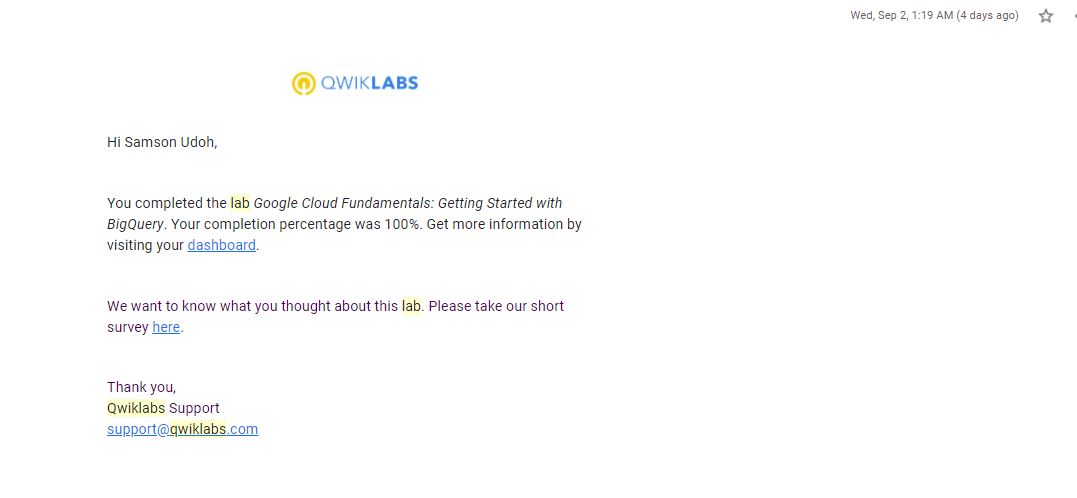 Wed, Sep 2, 1:19 AM (4 days ago)
QWIKLABS
Hi Samson Udoh,
You completed the lab Google Cloud Fundamentals: Getting Started with
BigQuery. Your completion percentage was 100%. Get more information by
visiting your dashboard.
We want to know what you thought about this lab. Please take our short
survey here.
Thank you,
Qwiklabs Support
support@qwiklabs.com